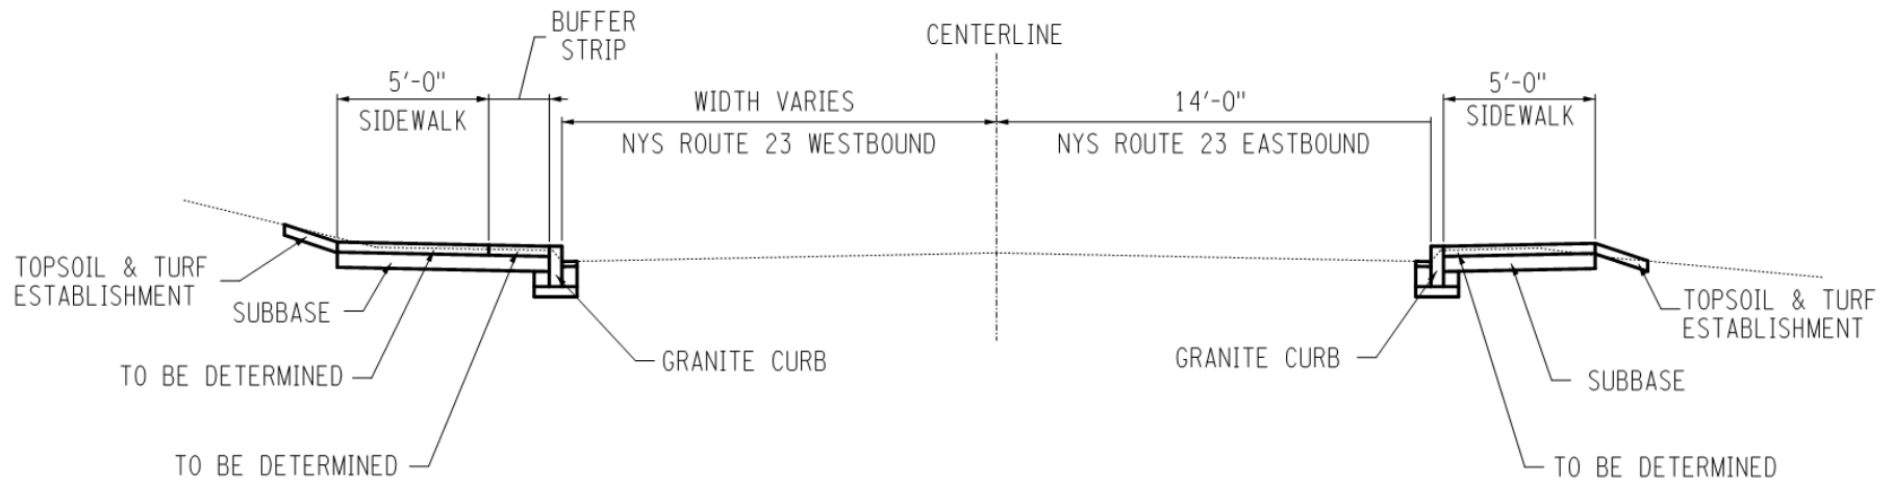 BUFFER
STRIP
CENTERLINE
5'-0"
SIDEWALK
WIDTH VARIES
NYS ROUTE 23 WESTBOUND
14'-0"
NYS ROUTE 23 EASTBOUND
5'-0"
SIDEWALK
TOPSOIL & TURF
ESTABLISHMENT
SUBBASE
TO BE DETERMINED
TO BE DETERMINED
GRANITE CURB
GRANITE CURB
TOPSOIL & TURF
ESTABLISHMENT
SUBBASE
TO BE DETERMINED